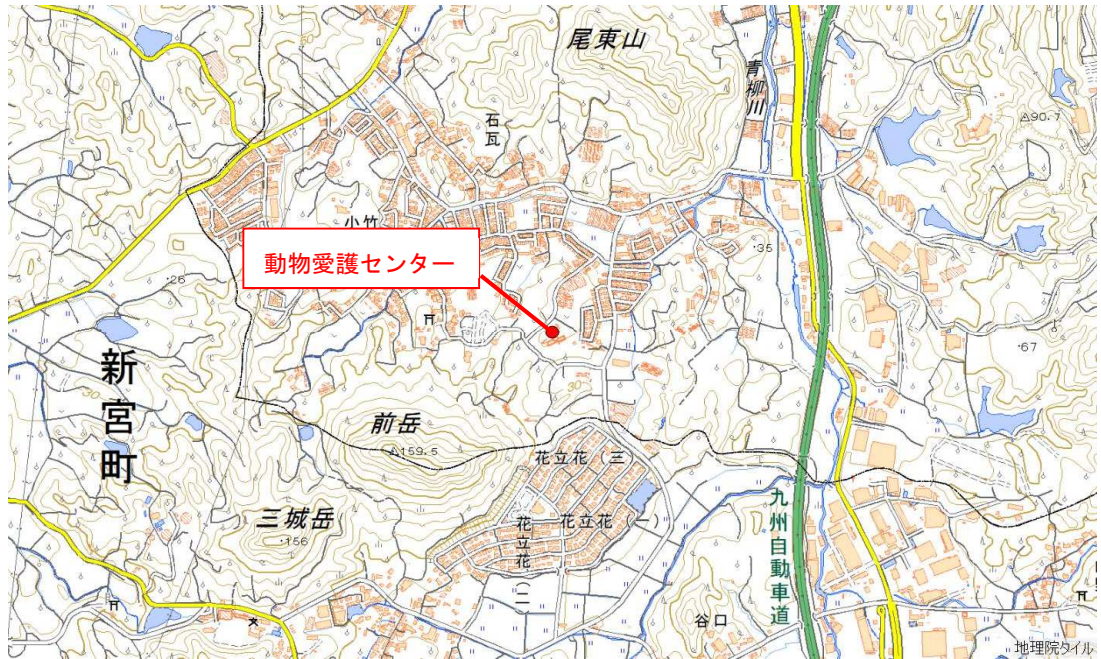 尾東山
青柳川
石瓦
△90.7
小竹
動物愛護センター
・35
・26
・67
新宮町
前岳
△159.5
花立花(三)
三城岳
・156
花立花(一)
花立花(二)
九州自動車道
谷口
地理院タイル